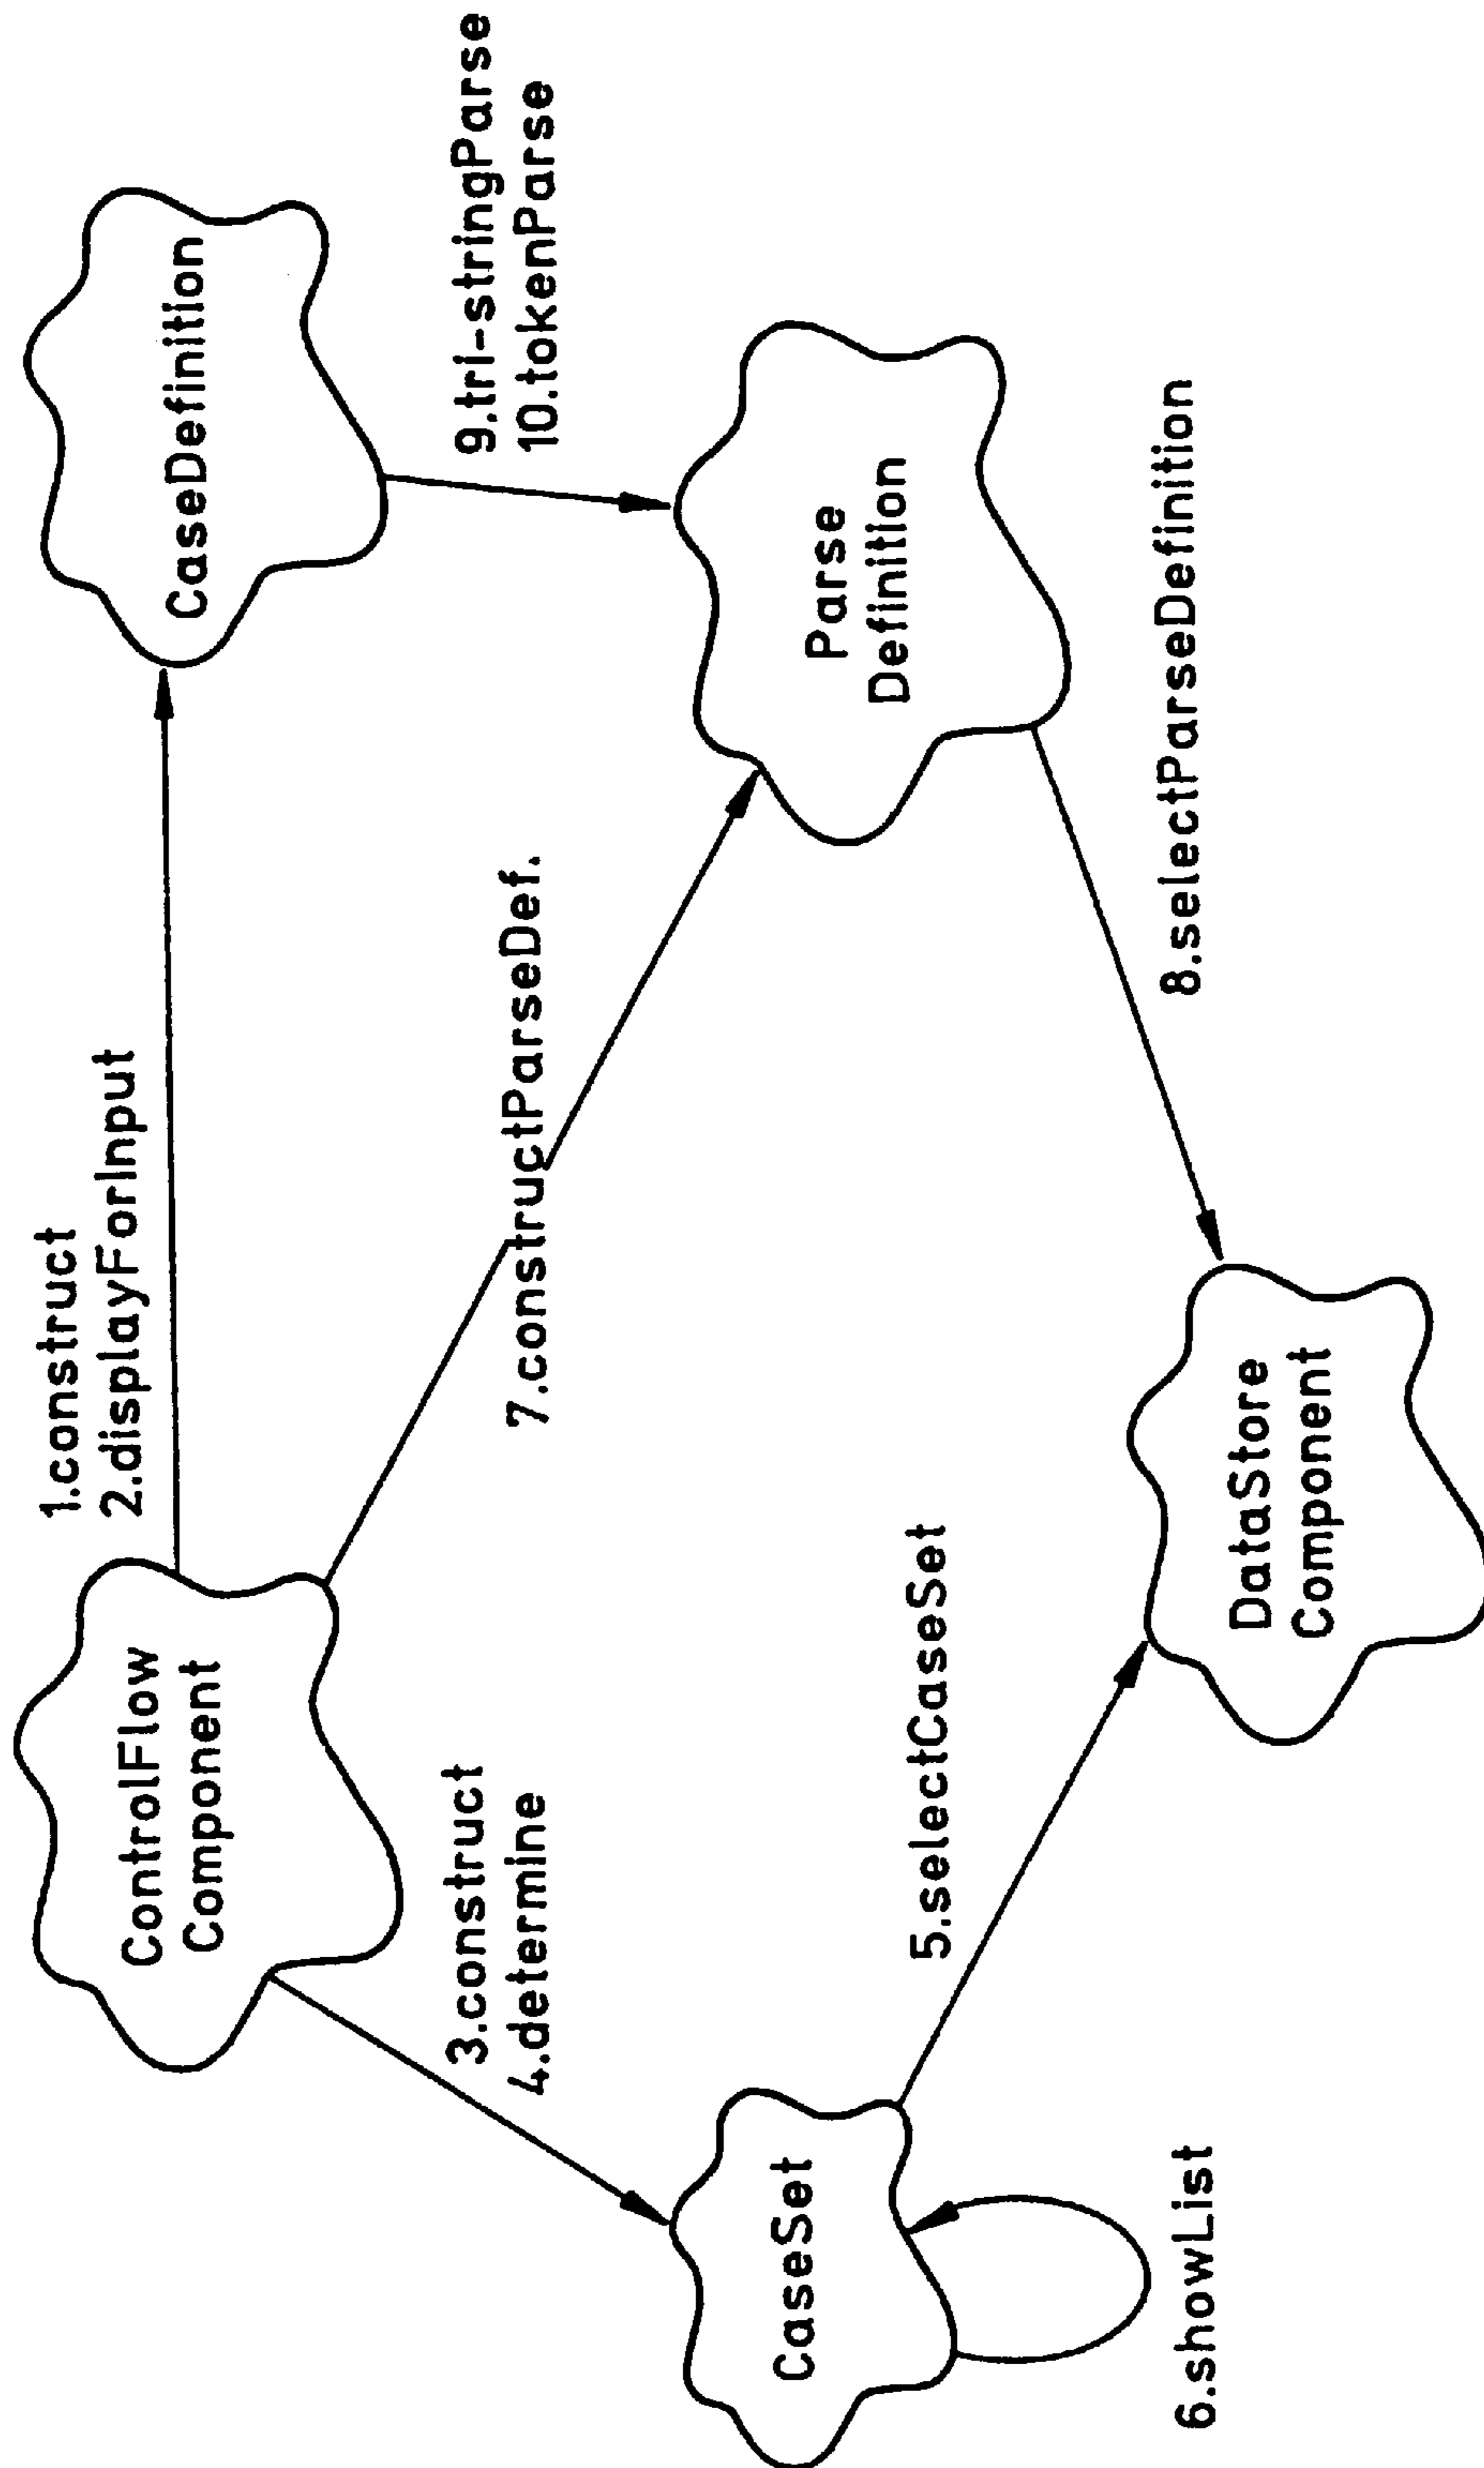 1.construct
2.displayForInput
ControlFlow
Component
CaseDefinition
3.construct
4.determine
7.constructParseDef.
9.tri-stringParse
10.tokenParse
CaseSet
Parse
Definition
5.selectCaseSet
6.showList
DataStore
Component
8.selectParseDefinition